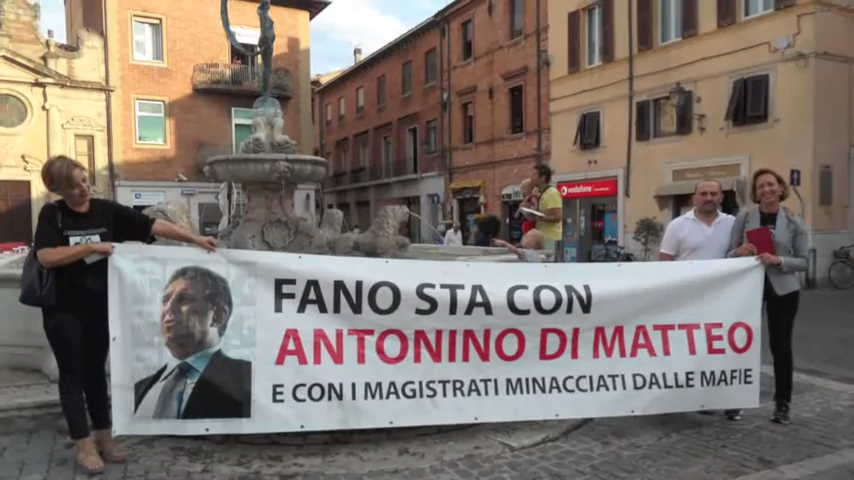 FANO STA CON
ANTONINO DI MATTEO
E CON I MAGISTRATI MINACCIATI DALLE MAFIE
vodafone